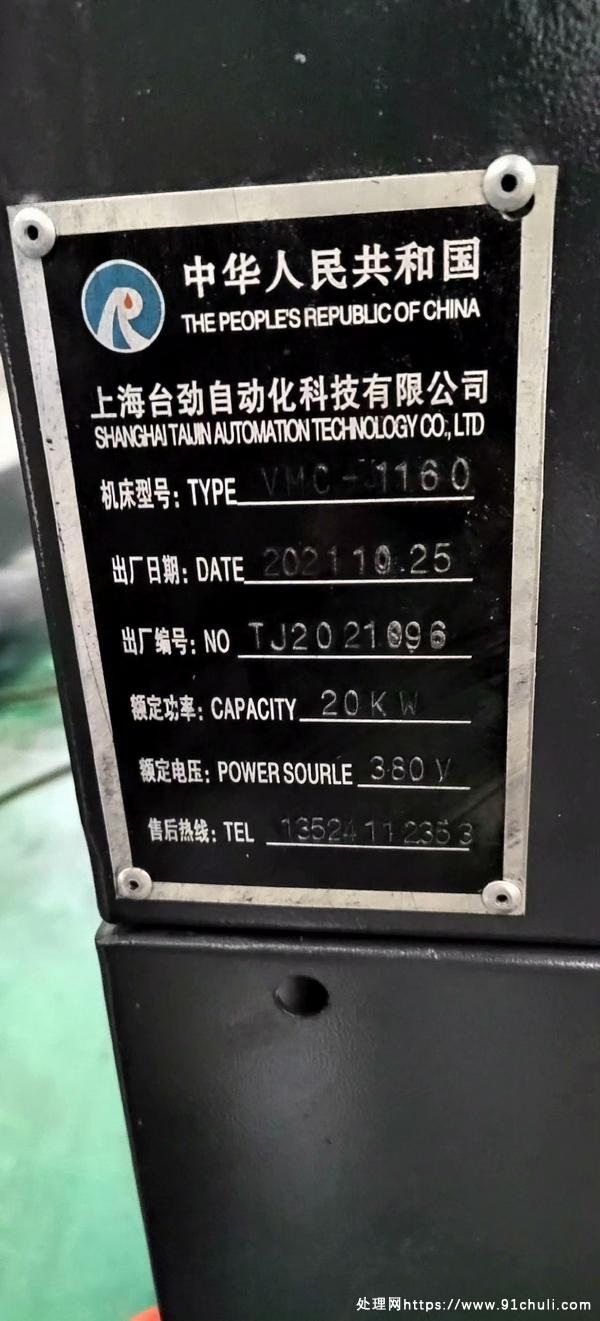 中华人民共和国
THE PEOPLE'S REPUBLIC OF CHINA
上海台劲自动化科技有限公司
SHANGHAI TAIJIN AUTOMATION TECHNOLOGY CO., LTD
机床型号: TYPE VMC-J1160
出厂日期: DATE 202110.25
出厂编号: NO TJ2021096
额定功率: CAPACITY 20KW
额定电压: POWER SOURLE 380V
售后热线: TEL 13524112353
处理网https://www.91chuli.com